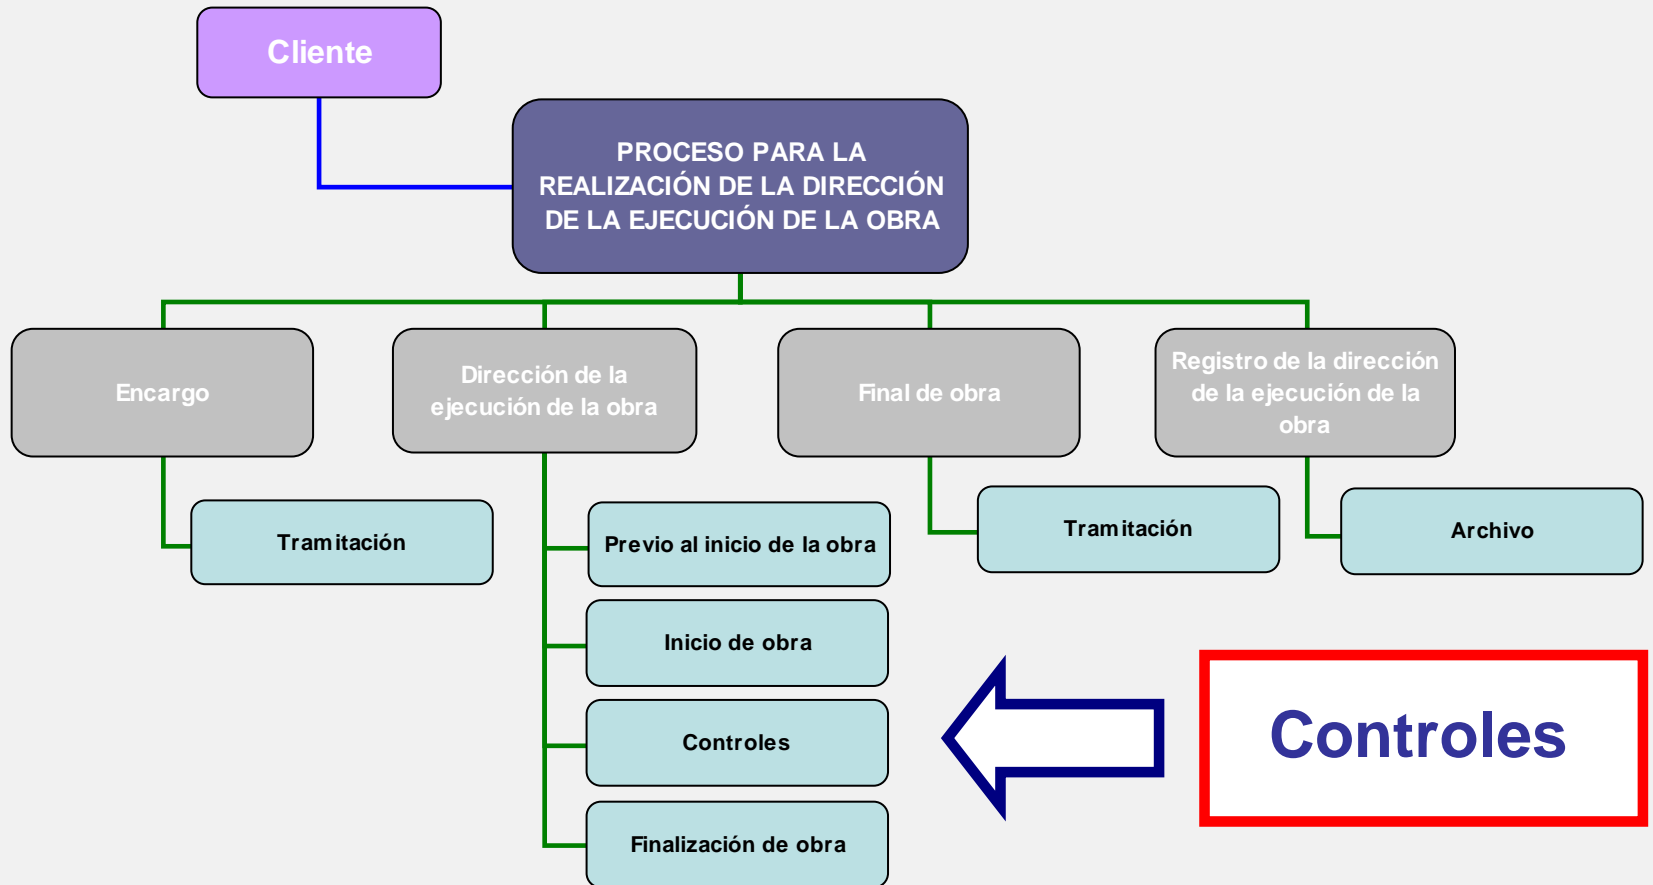 Cliente
PROCESO PARA LA
REALIZACIÓN DE LA DIRECCIÓN
DE LA EJECUCIÓN DE LA OBRA
Encargo
Dirección de la
ejecución de la obra
Final de obra
Registro de la dirección
de la ejecución de la
obra
Tramitación
Previo al inicio de la obra
Tramitación
Archivo
Inicio de obra
Controles
Controles
Finalización de obra